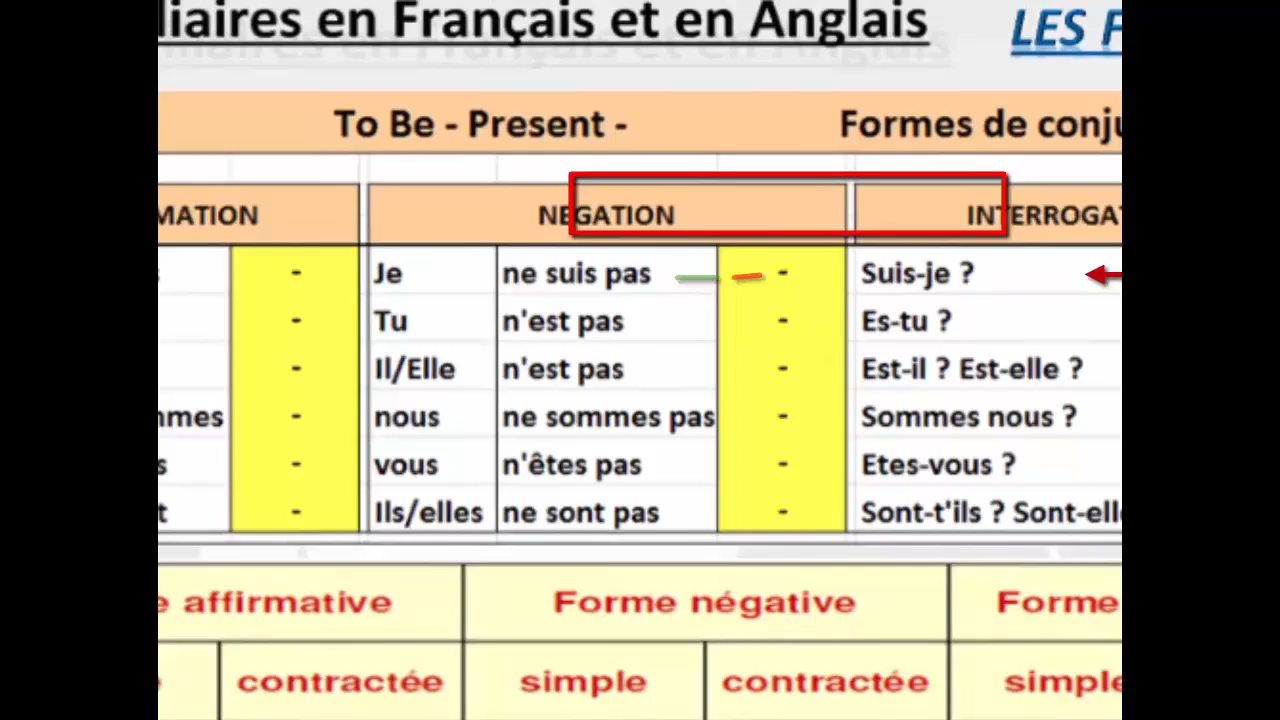 liaires en Français et en Anglais LES F
To Be - Present - Formes de conju
MATION NEGATION INTERROGAT
s - Je ne suis pas - Suis-je ?
- Tu n'est pas - Es-tu ?
- Il/Elle n'est pas - Est-il ? Est-elle ?
mmes - nous ne sommes pas - Sommes nous ?
s - vous n'êtes pas - Etes-vous ?
t - Ils/elles ne sont pas - Sont-t'ils ? Sont-elle
e affirmative Forme négative Forme
e contractée simple contractée simple